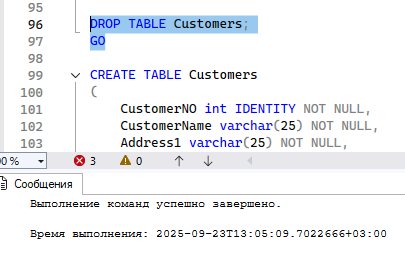 95
96 DROP TABLE Customers;
97 GO
98
99 CREATE TABLE Customers
100 (
101 CustomerNO int IDENTITY NOT NULL,
102 CustomerName varchar(25) NOT NULL,
103 Address1 varchar(25) NOT NULL,
00 % 3 0
Сообщения
Выполнение команд успешно завершено.
Время выполнения: 2025-09-23T13:05:09.7022666+03:00